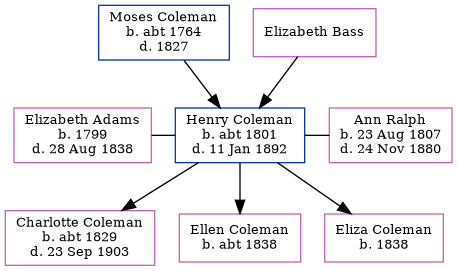 Moses Coleman
b. abt 1764
d. 1827
Elizabeth Bass
Elizabeth Adams
b. 1799
d. 28 Aug 1838
Henry Coleman
b. abt 1801
d. 11 Jan 1892
Ann Ralph
b. 23 Aug 1807
d. 24 Nov 1880
Charlotte Coleman
b. abt 1829
d. 23 Sep 1903
Ellen Coleman
b. abt 1838
Eliza Coleman
b. 1838